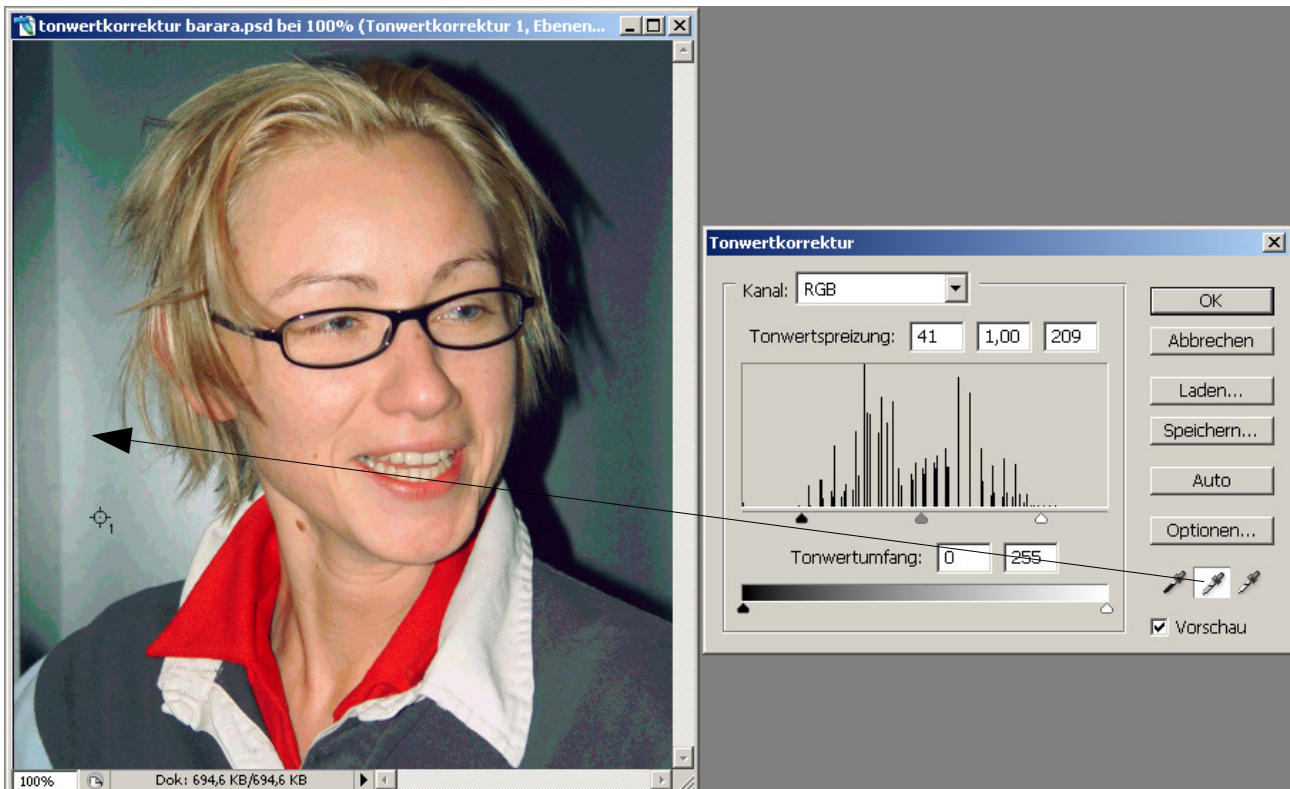 tonwertkorrektur barara.psd bei 100% (Tonwertkorrektur 1, Ebenen...
1
100%
Dok: 694,6 KB/694,6 KB
Tonwertkorrektur
Kanal: RGB
Tonwertspreizung: 41 1,00 209
Tonwertumfang: 0 255
OK
Abbrechen
Laden...
Speichern...
Auto
Optionen...
Vorschau